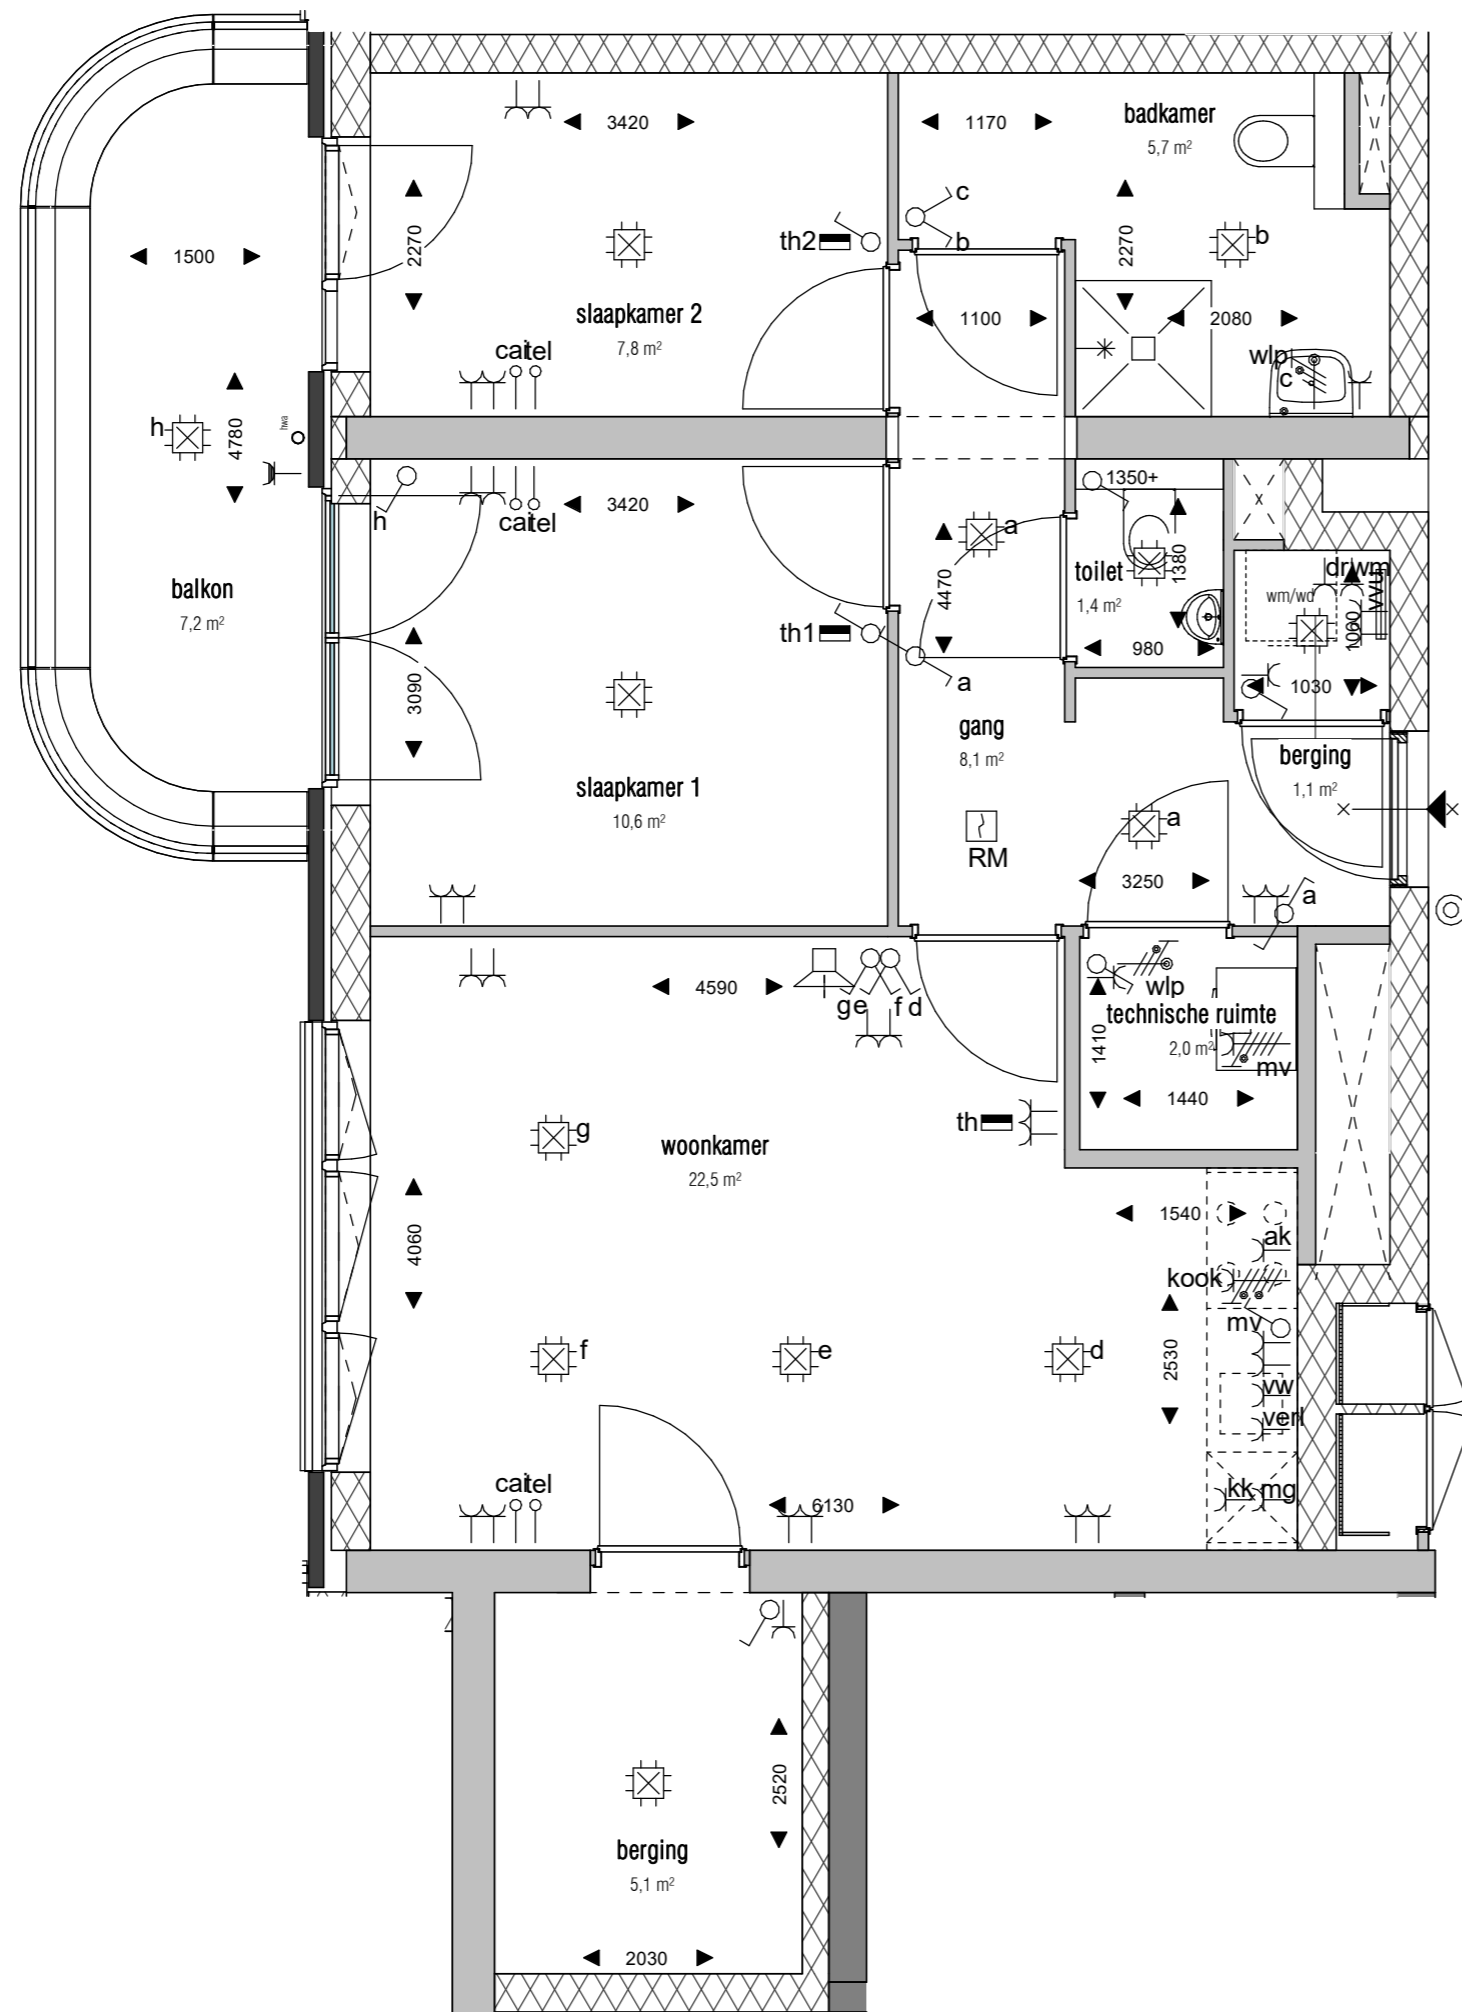 3420
1170
badkamer
5,7 m²
c
b
b
th2
2270
2270
1500
1100
2080
slaapkamer 2
7,8 m²
cai
tel
wlp
c
h
4780
hwa
h
cai
tel
3420
1350+
a
4470
toilet
1,4 m²
1380
980
dr
wm
wm/wd
vvu
1060
1030
balkon
7,2 m²
th1
a
3090
gang
8,1 m²
berging
1,1 m²
slaapkamer 1
10,6 m²
a
RM
3250
a
4590
g
e
f
d
wlp
technische ruimte
2,0 m²
1410
mv
1440
th
g
woonkamer
22,5 m²
4060
1540
ak
kook
mv
2530
f
e
d
vw
verl
kk
mg
cai
tel
6130
2520
berging
5,1 m²
2030